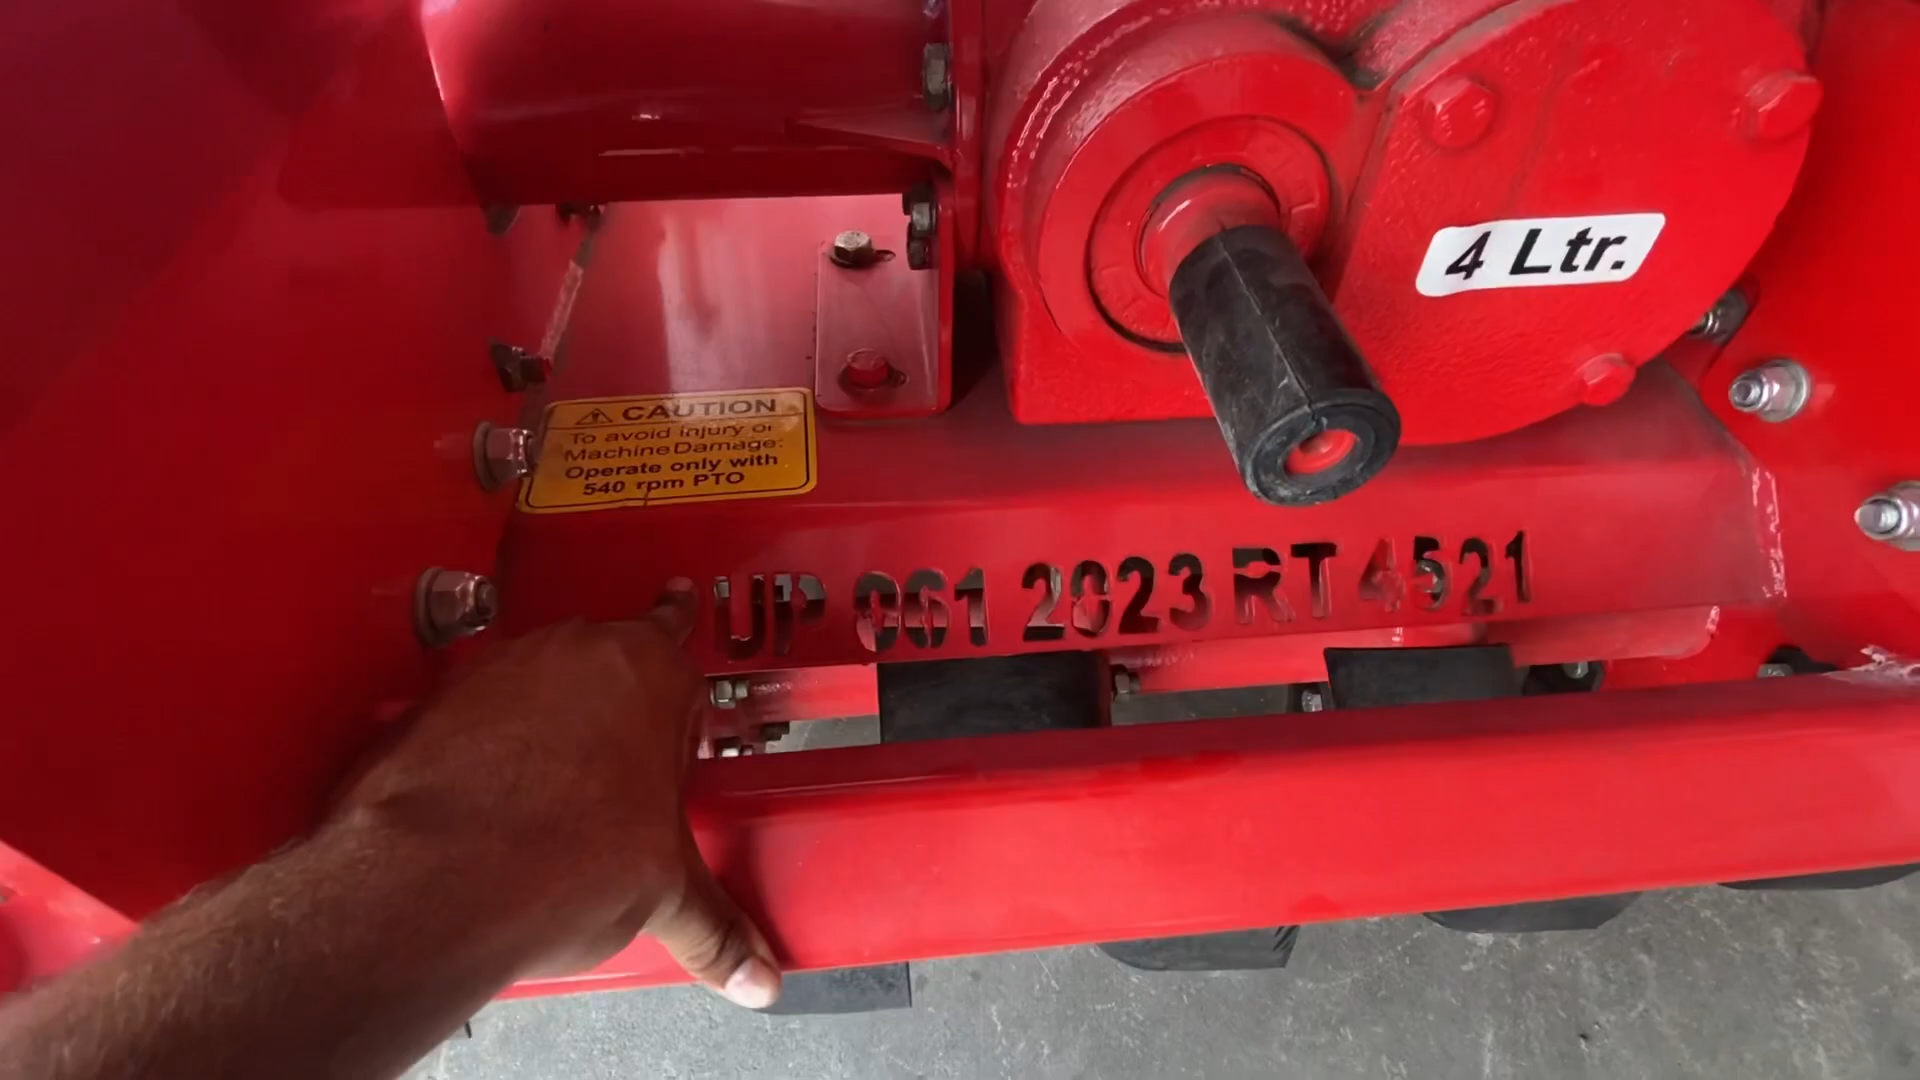 4 Ltr.
CAUTION
To avoid injury or
Machine Damage:
Operate only with
540 rpm PTO
UP 061 2023 RT 4521